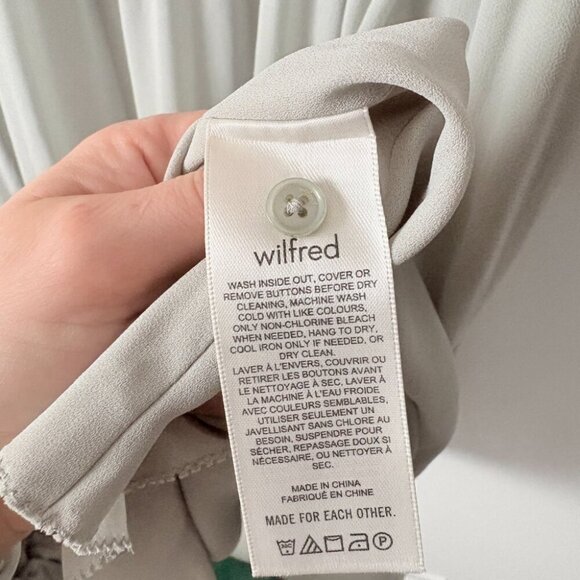 wilfred
WASH INSIDE OUT, COVER OR
REMOVE BUTTONS BEFORE DRY
CLEANING, MACHINE WASH
COLD WITH LIKE COLOURS,
ONLY NON-CHLORINE BLEACH
WHEN NEEDED, HANG TO DRY.
COOL IRON ONLY IF NEEDED, OR
DRY CLEAN.
LAVER À L'ENVERS, COUVRIR OU
RETIRER LES BOUTONS AVANT
LE NETTOYAGE À SEC, LAVER À
LA MACHINE À L'EAU FROIDE
AVEC COULEURS SEMBLABLES,
UTILISER SEULEMENT UN
JAVELLISANT SANS CHLORE AU
BESOIN, SUSPENDRE POUR
SÉCHER, REPASSAGE DOUX SI
NÉCESSAIRE, OU NETTOYER À
SEC.
MADE IN CHINA
FABRIQUÉ EN CHINE
MADE FOR EACH OTHER.